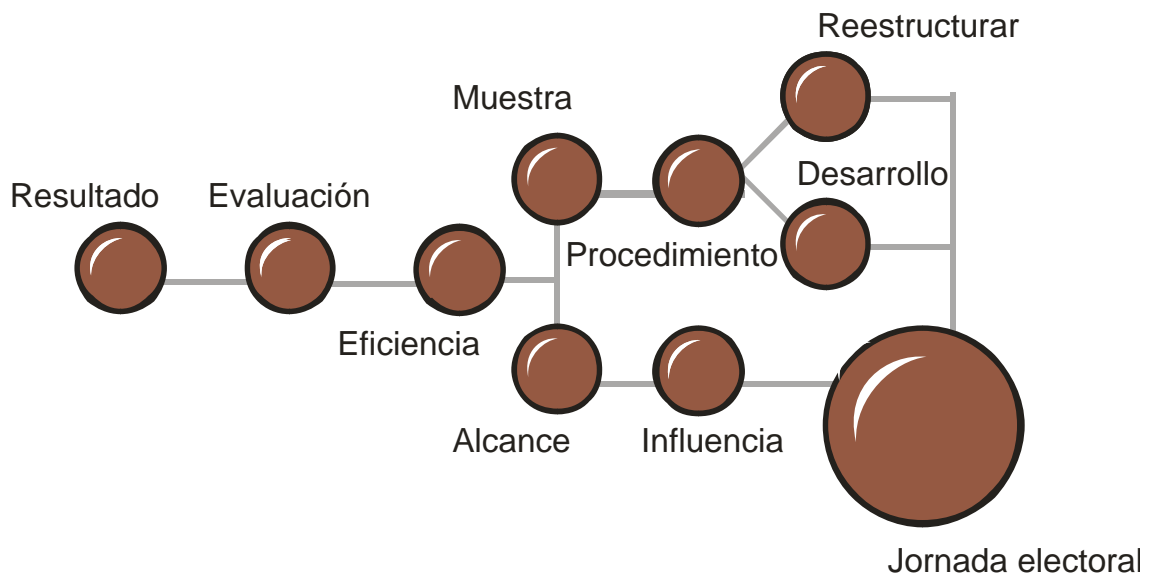 Reestructurar
Muestra
Desarrollo
Resultado
Evaluación
Procedimiento
Eficiencia
Alcance
Influencia
Jornada electoral